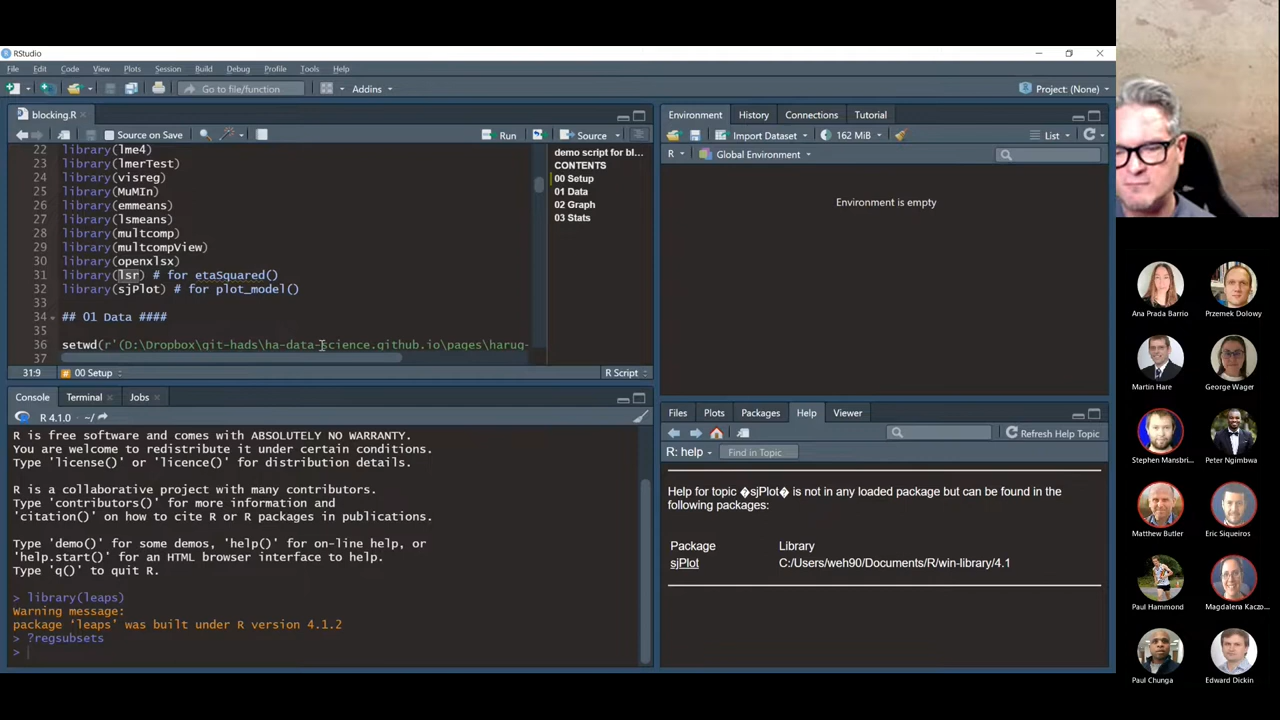 RStudio
File Edit Code View Plots Session Build Debug Profile Tools Help
Go to file/function Addins Project: (None)
blocking.R
Source on Save Run Source
22 library(lme4)
23 library(lmerTest)
24 library(visreg)
25 library(MuMIn)
26 library(emmeans)
27 library(lsmeans)
28 library(multcomp)
29 library(multcompView)
30 library(openxlsx)
31 library(lsr) # for etaSquared()
32 library(sjPlot) # for plot_model()
33
34 ## 01 Data ####
35
36 setwd(r'(D:\Dropbox\git-hads\ha-data-science.github.io\pages\harug-
37
31:9 00 Setup R Script
demo script for bl...
CONTENTS
00 Setup
01 Data
02 Graph
03 Stats
Console Terminal Jobs
R 4.1.0 · ~/
R is free software and comes with ABSOLUTELY NO WARRANTY.
You are welcome to redistribute it under certain conditions.
Type 'license()' or 'licence()' for distribution details.
R is a collaborative project with many contributors.
Type 'contributors()' for more information and
'citation()' on how to cite R or R packages in publications.
Type 'demo()' for some demos, 'help()' for on-line help, or
'help.start()' for an HTML browser interface to help.
Type 'q()' to quit R.
> library(leaps)
Warning message:
package ‘leaps’ was built under R version 4.1.2
> ?regsubsets
>
Environment History Connections Tutorial
Import Dataset 162 MiB List
R Global Environment
Environment is empty
Files Plots Packages Help Viewer
Refresh Help Topic
R: help Find in Topic
Help for topic �sjPlot� is not in any loaded package but can be found in the
following packages:
Package Library
sjPlot C:/Users/weh90/Documents/R/win-library/4.1
Ana Prada Barrio Przemek Dolowy
Martin Hare George Wager
Stephen Mansbri... Peter Ngimbwa
Matthew Butler Eric Siqueiros
Paul Hammond Magdalena Kaczo...
Paul Chunga Edward Dickin